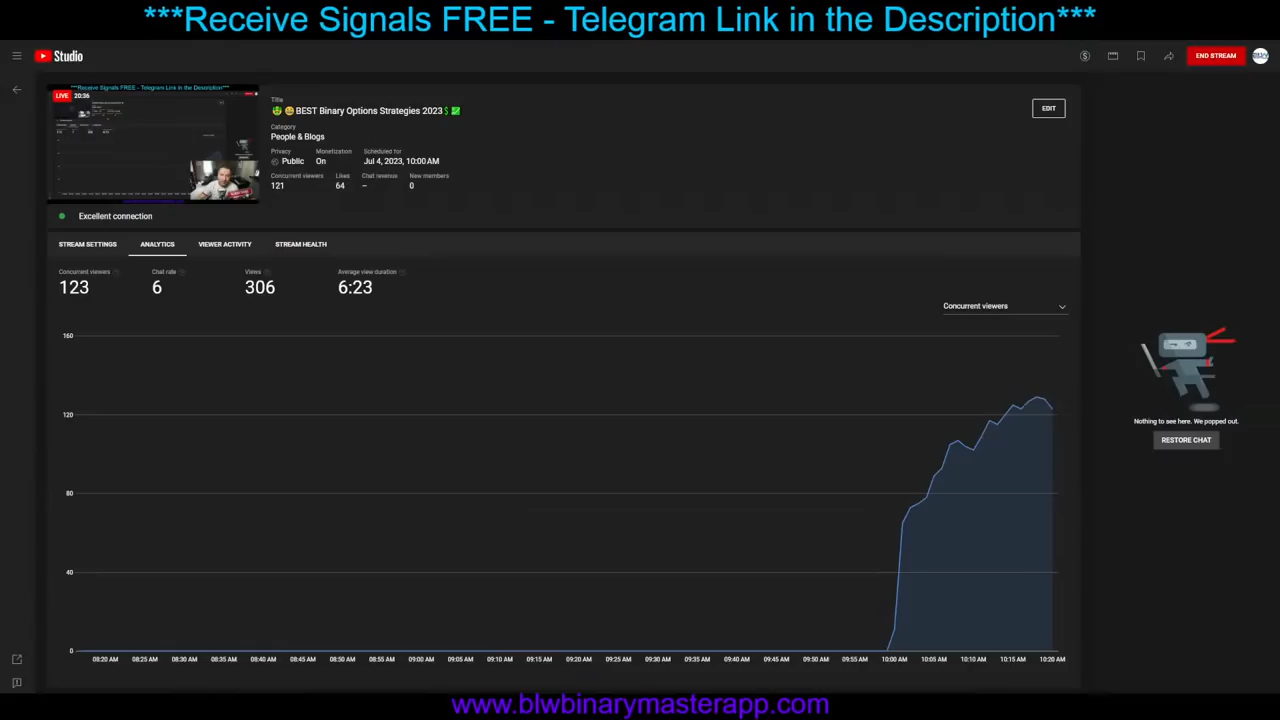 ***Receive Signals FREE - Telegram Link in the Description***
Studio
END STREAM
LIVE 20:36
***Receive Signals FREE - Telegram Link in the Description***
Title
BEST Binary Options Strategies 2023
EDIT
Category
People & Blogs
Privacy Monetization Scheduled for
Public On Jul 4, 2023, 10:00 AM
Concurrent viewers Likes Chat revenue New members
121 64 – 0
Excellent connection
STREAM SETTINGS ANALYTICS VIEWER ACTIVITY STREAM HEALTH
Concurrent viewers Chat rate Views Average view duration
123 6 306 6:23
Concurrent viewers
160
120
80
40
0
08:20 AM 08:25 AM 08:30 AM 08:35 AM 08:40 AM 08:45 AM 08:50 AM 08:55 AM 09:00 AM 09:05 AM 09:10 AM 09:15 AM 09:20 AM 09:25 AM 09:30 AM 09:35 AM 09:40 AM 09:45 AM 09:50 AM 09:55 AM 10:00 AM 10:05 AM 10:10 AM 10:15 AM 10:20 AM
Nothing to see here. We popped out.
RESTORE CHAT
www.blwbinarymasterapp.com